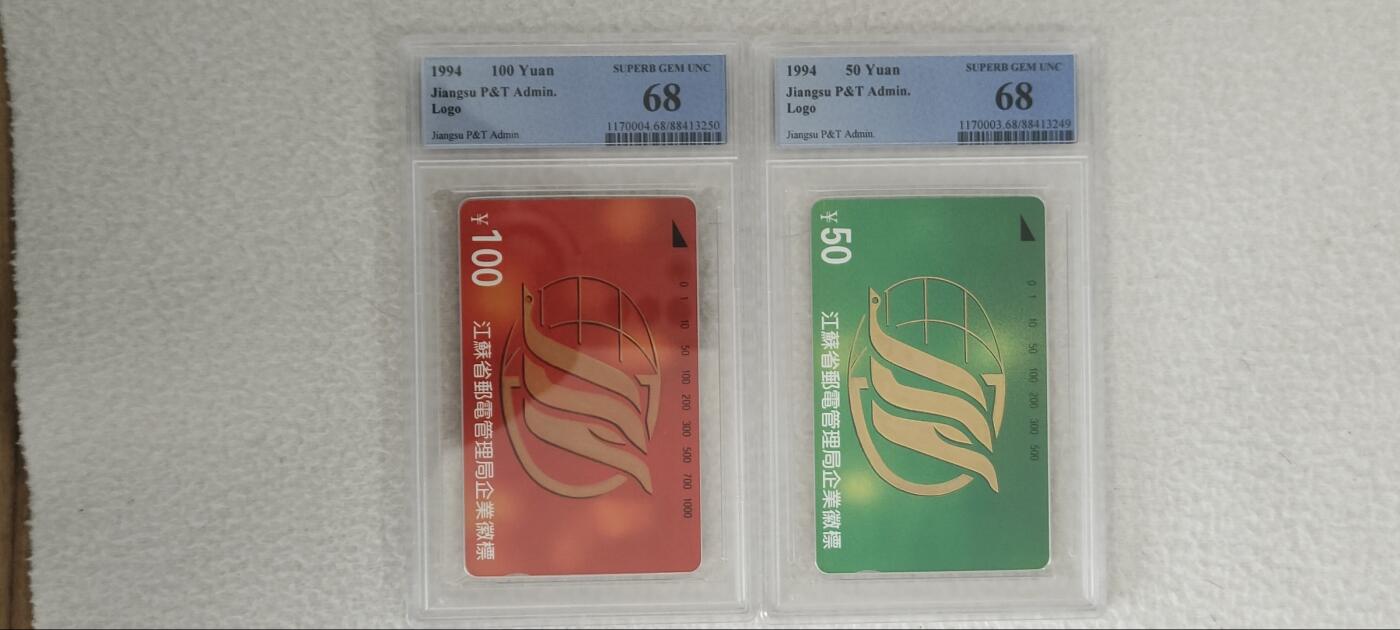 1994 100 Yuan
Jiangsu P&T Admin.
Logo
Jiangsu P&T Admin.
SUPERB GEM UNC
68
1170004.68/88413250
¥100
江蘇省郵電管理局企業徽標
0 1 10 50 100 200 300 500 700 1000
1994 50 Yuan
Jiangsu P&T Admin.
Logo
Jiangsu P&T Admin.
SUPERB GEM UNC
68
1170003.68/88413249
¥50
江蘇省郵電管理局企業徽標
0 1 10 50 100 200 300 500